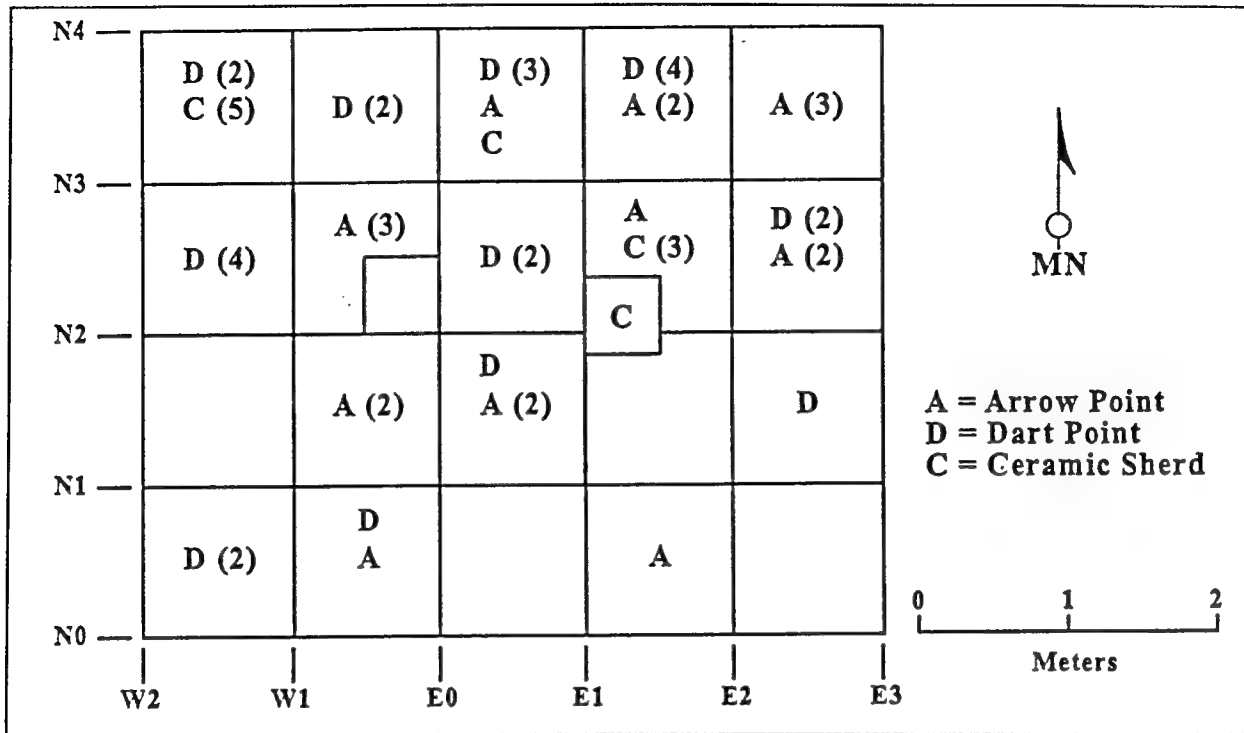 N4
D (2)
C (5)
D (2)
D (3)
A
C
D (4)
A (2)
A (3)
N3
D (4)
A (3)
D (2)
A
C (3)
C
D (2)
A (2)
MN
N2
A (2)
D
A (2)
D
A = Arrow Point
D = Dart Point
C = Ceramic Sherd
N1
D (2)
D
A
A
N0
W2 W1 E0 E1 E2 E3
0 1 2
Meters